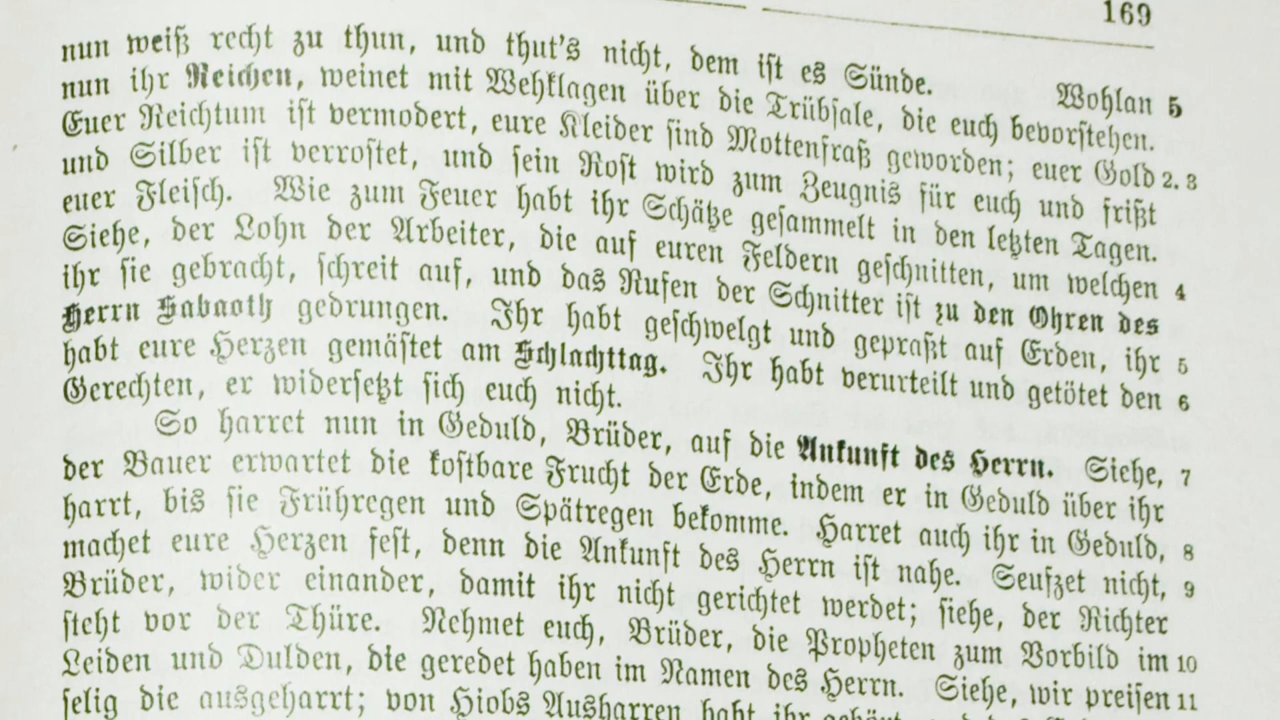 169
nun weiß recht zu thun, und thut's nicht, dem ist es Sünde. Wohlan 5
nun ihr Reichen, weinet mit Wehklagen über die Trübsale, die euch bevorstehen.
Euer Reichtum ist vermodert, eure Kleider sind Mottenfraß geworden; euer Gold 2. 3
und Silber ist verrostet, und sein Rost wird zum Zeugnis für euch und frißt
euer Fleisch. Wie zum Feuer habt ihr Schätze gesammelt in den letzten Tagen.
Siehe, der Lohn der Arbeiter, die auf euren Feldern geschnitten, um welchen 4
ihr sie gebracht, schreit auf, und das Rufen der Schnitter ist zu den Ohren des
Herrn Sabaoth gedrungen. Ihr habt geschwelgt und gepraßt auf Erden, ihr 5
habt eure Herzen gemästet am Schlachttag. Ihr habt verurteilt und getötet den 6
Gerechten, er widersetzt sich euch nicht.
So harret nun in Geduld, Brüder, auf die Ankunft des Herrn. Siehe, 7
der Bauer erwartet die kostbare Frucht der Erde, indem er in Geduld über ihr
harrt, bis sie Frühregen und Spätregen bekomme. Harret auch ihr in Geduld, 8
machet eure Herzen fest, denn die Ankunft des Herrn ist nahe. Seufzet nicht, 9
Brüder, wider einander, damit ihr nicht gerichtet werdet; siehe, der Richter
steht vor der Thüre. Nehmet euch, Brüder, die Propheten zum Vorbild im 10
Leiden und Dulden, die geredet haben im Namen des Herrn. Siehe, wir preisen 11
selig die ausgeharrt; von Hiobs Ausharren habt ihr gehört